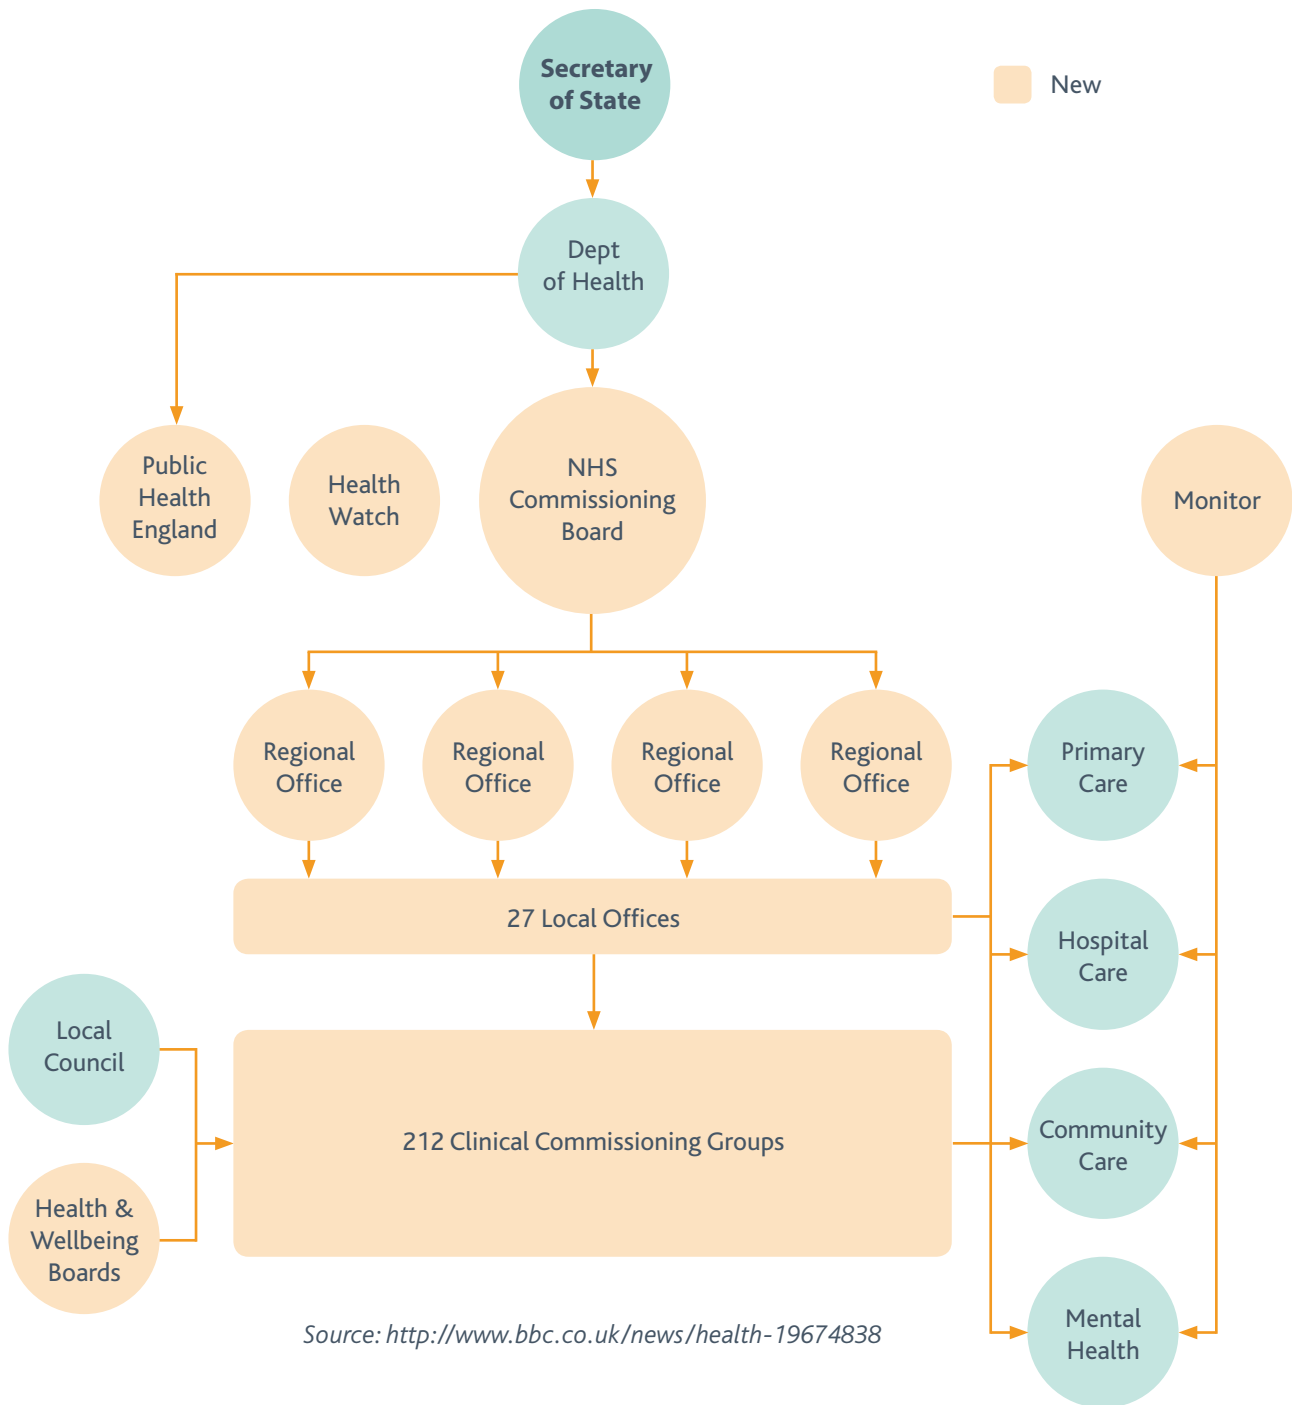 Secretary
of State
New
Dept
of Health
Public
Health
England
Health
Watch
NHS
Commissioning
Board
Monitor
Regional
Office
Regional
Office
Regional
Office
Regional
Office
Primary
Care
27 Local Offices
Hospital
Care
Local
Council
212 Clinical Commissioning Groups
Community
Care
Health &
Wellbeing
Boards
Mental
Health
Source: http://www.bbc.co.uk/news/health-19674838